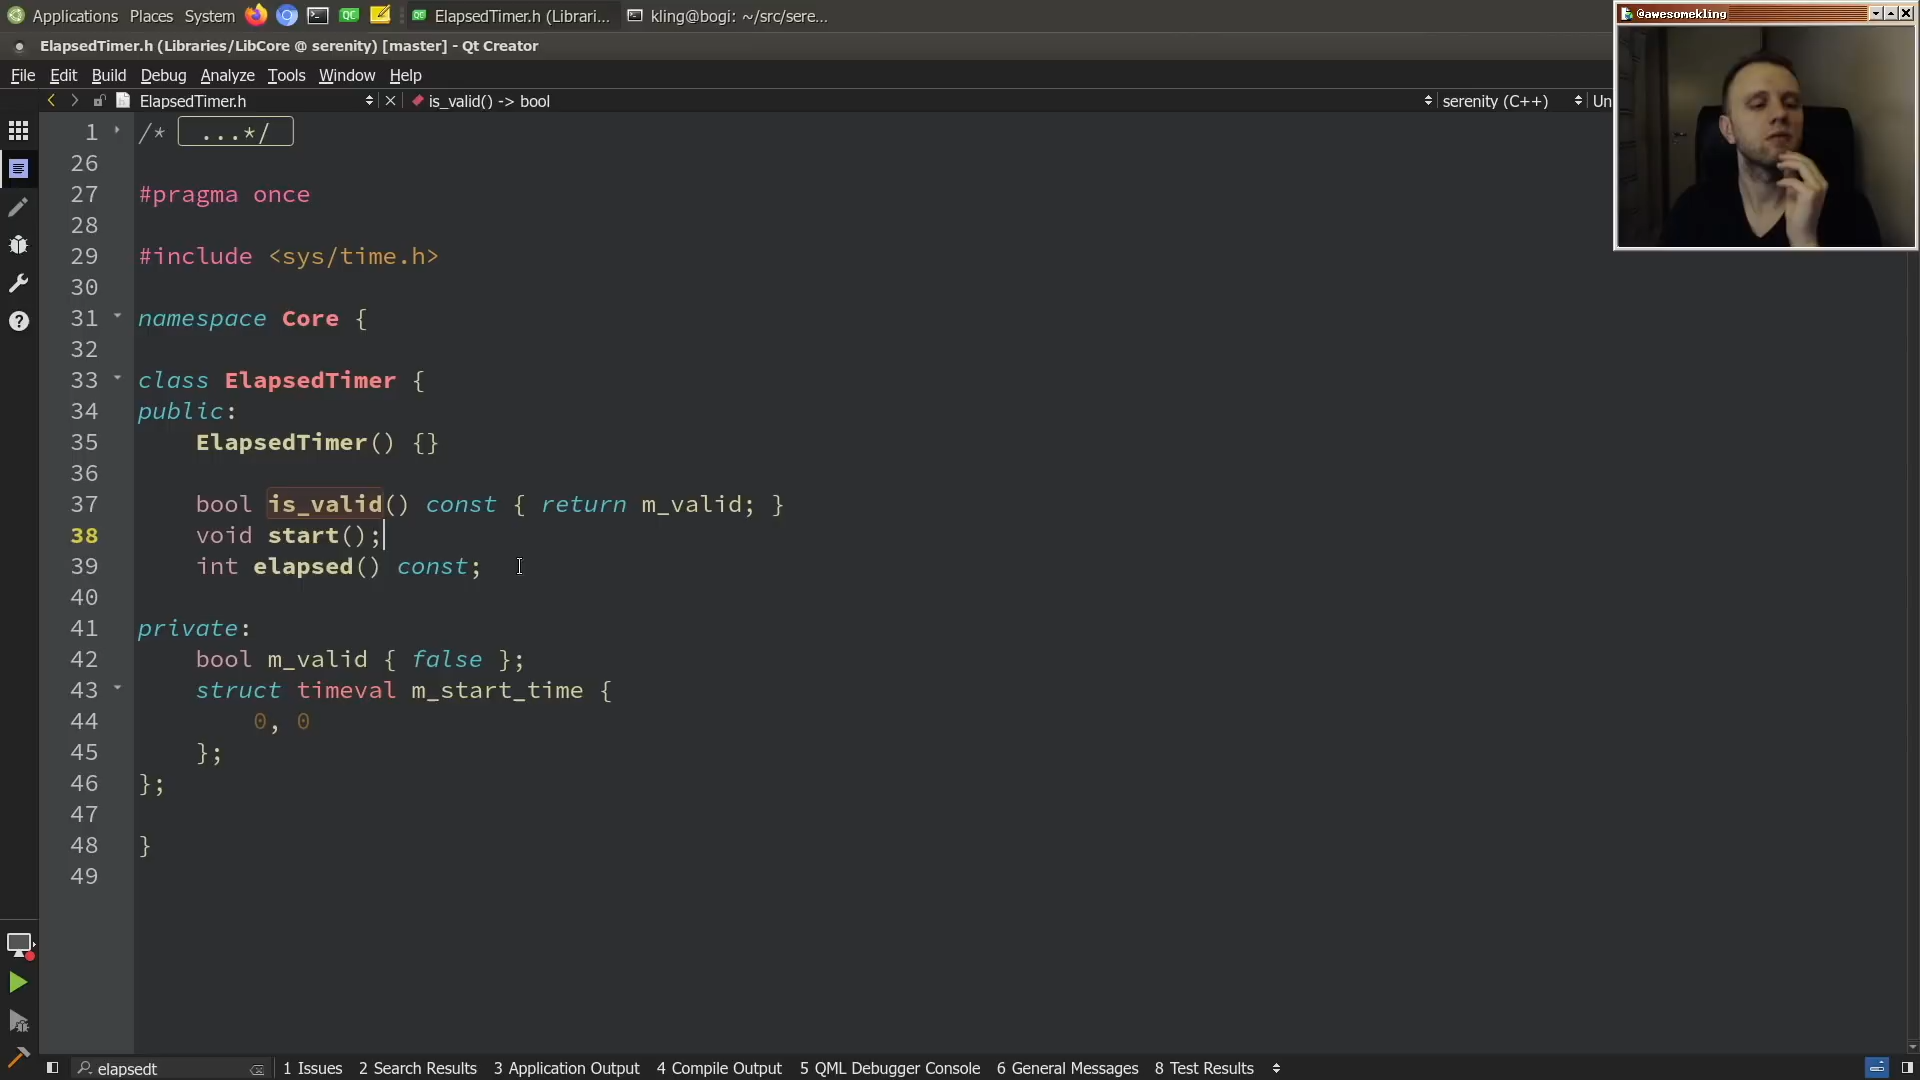 Applications Places System ElapsedTimer.h (Librari... kling@bogi: ~/src/sere...
@awesomekling
ElapsedTimer.h (Libraries/LibCore @ serenity) [master] - Qt Creator
File Edit Build Debug Analyze Tools Window Help
ElapsedTimer.h is_valid() -> bool serenity (C++) Un
1 /* ...*/
26
27 #pragma once
28
29 #include <sys/time.h>
30
31 namespace Core {
32
33 class ElapsedTimer {
34 public:
35 ElapsedTimer() {}
36
37 bool is_valid() const { return m_valid; }
38 void start();
39 int elapsed() const;
40
41 private:
42 bool m_valid { false };
43 struct timeval m_start_time {
44 0, 0
45 };
46 };
47
48 }
49
elapsedt 1 Issues 2 Search Results 3 Application Output 4 Compile Output 5 QML Debugger Console 6 General Messages 8 Test Results